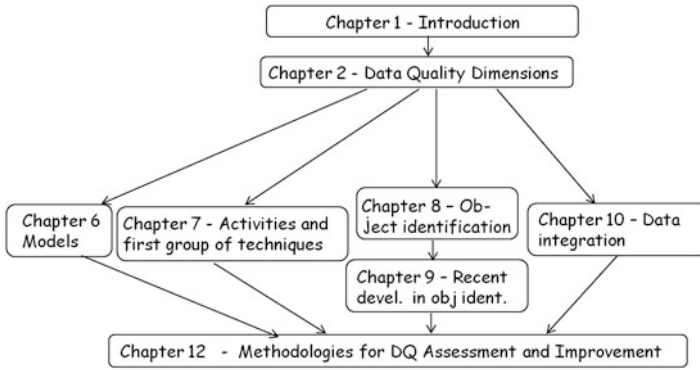 Chapter 1 - Introduction
Chapter 2 - Data Quality Dimensions
Chapter 6
Models
Chapter 7 - Activities and
first group of techniques
Chapter 8 - Ob-
ject identification
Chapter 9 - Recent
devel. in obj ident.
Chapter 10 - Data
integration
Chapter 12 - Methodologies for DQ Assessment and Improvement